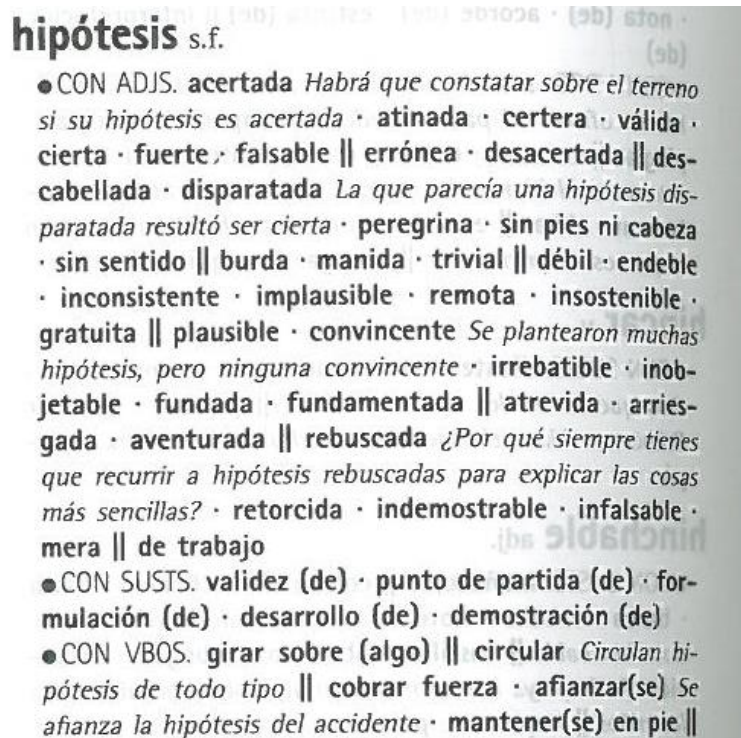 hipótesis s.f.
● CON ADJS. acertada Habrá que constatar sobre el terreno
si su hipótesis es acertada · atinada · certera · válida ·
cierta · fuerte · falsable || errónea · desacertada || des-
cabellada · disparatada La que parecía una hipótesis dis-
paratada resultó ser cierta · peregrina · sin pies ni cabeza
· sin sentido || burda · manida · trivial || débil · endeble
· inconsistente · implausible · remota · insostenible ·
gratuita || plausible · convincente Se plantearon muchas
hipótesis, pero ninguna convincente · irrebatible · inob-
jetable · fundada · fundamentada || atrevida · arries-
gada · aventurada || rebuscada ¿Por qué siempre tienes
que recurrir a hipótesis rebuscadas para explicar las cosas
más sencillas? · retorcida · indemostrable · infalsable ·
mera || de trabajo
● CON SUSTS. validez (de) · punto de partida (de) · for-
mulación (de) · desarrollo (de) · demostración (de)
● CON VBOS. girar sobre (algo) || circular Circulan hi-
pótesis de todo tipo || cobrar fuerza · afianzar(se) Se
afianza la hipótesis del accidente · mantener(se) en pie ||